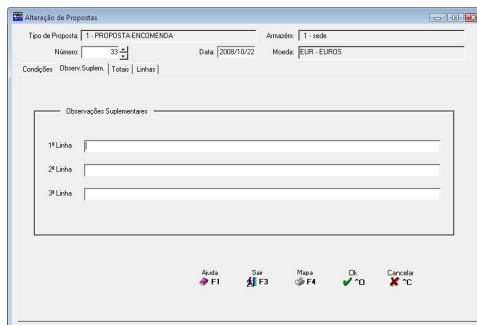 Alteração de Propostas
Tipo de Proposta: 1 - PROPOSTA-ENCOMENDA Armazém: 1 - sede
Número: 33 Data: 2008/10/22 Moeda: EUR - EUROS
Condições Observ.Suplem. Totais Linhas
Observações Suplementares
1ª Linha
2ª Linha
3ª Linha
Ajuda Sair Mapa Ok Cancelar
F1 F3 F4 ^O ^C